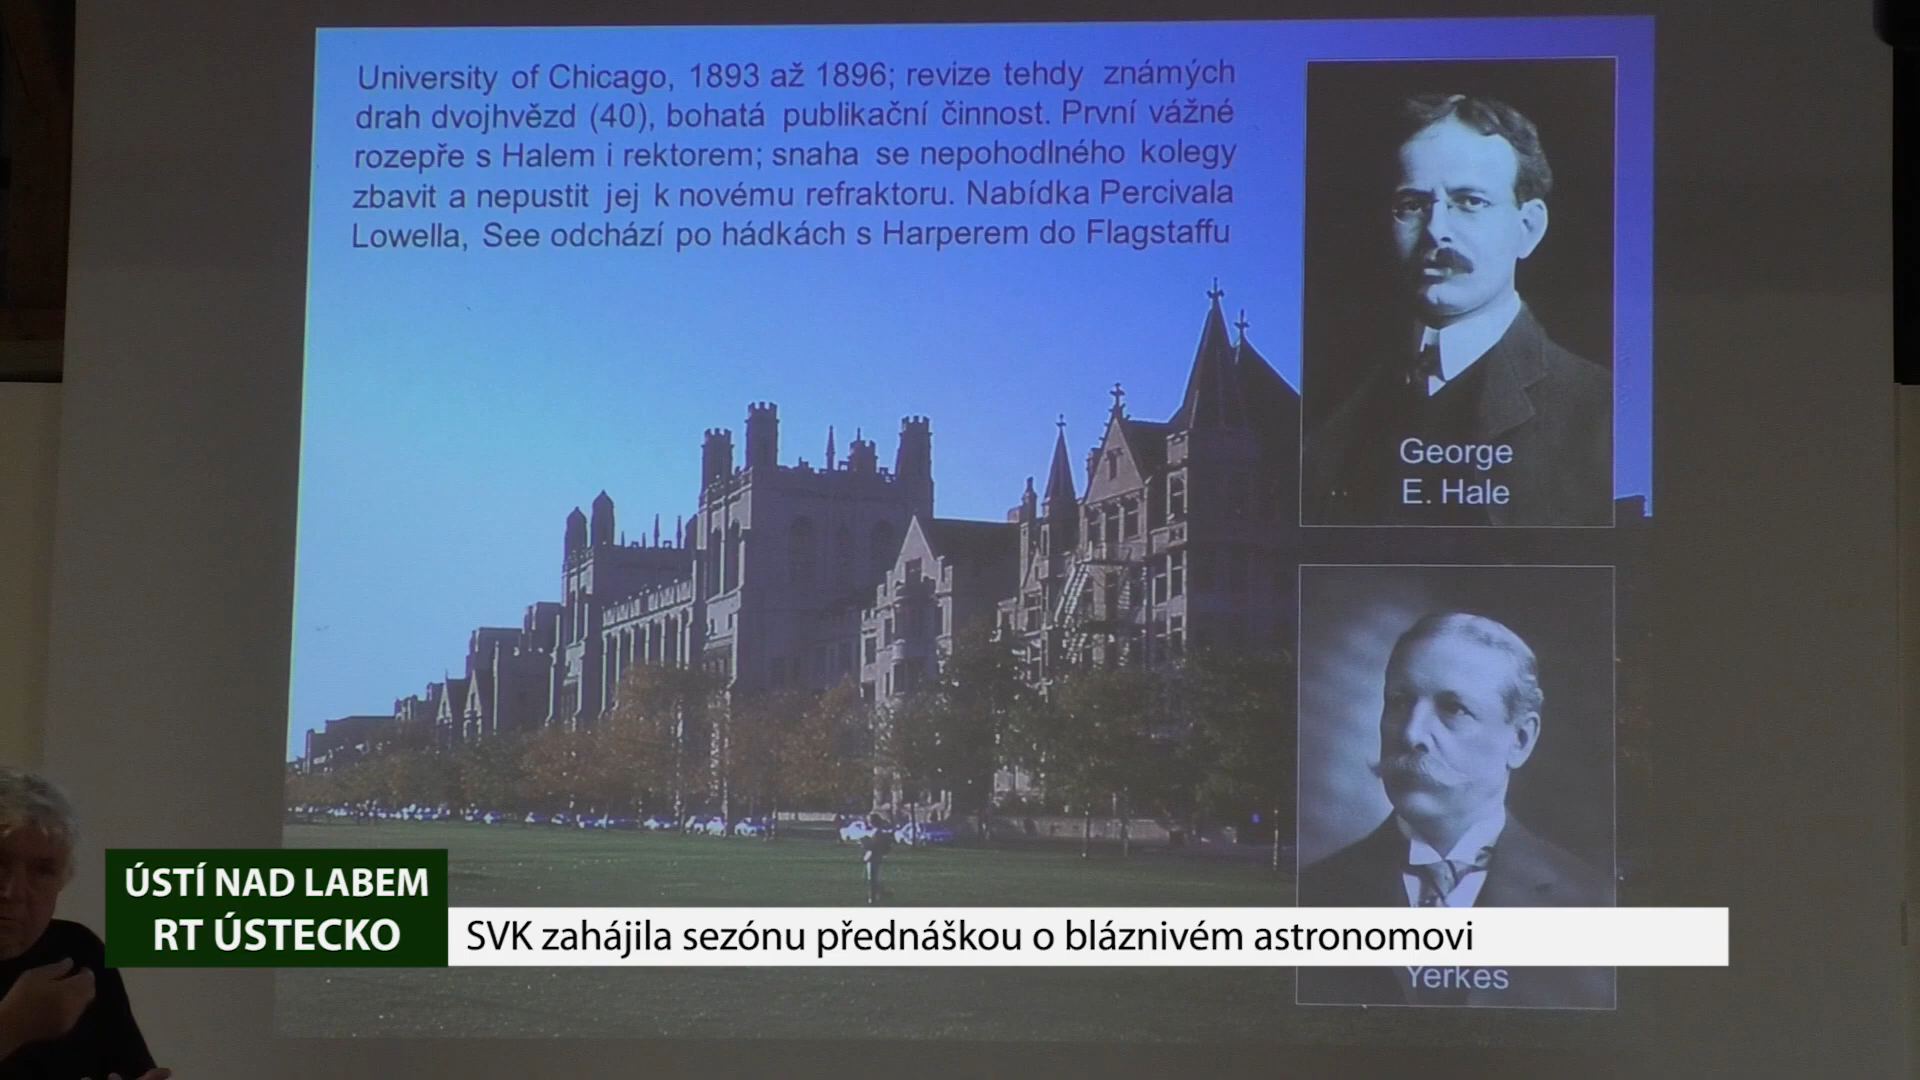 University of Chicago, 1893 až 1896; revize tehdy známých
drah dvojhvězd (40), bohatá publikační činnost. První vážné
rozepře s Halem i rektorem; snaha se nepohodlného kolegy
zbavit a nepustit jej k novému refraktoru. Nabídka Percivala
Lowella, See odchází po hádkách s Harperem do Flagstaffu
George
E. Hale
Yerkes
ÚSTÍ NAD LABEM
RT ÚSTECKO
SVK zahájila sezónu přednáškou o bláznivém astronomovi